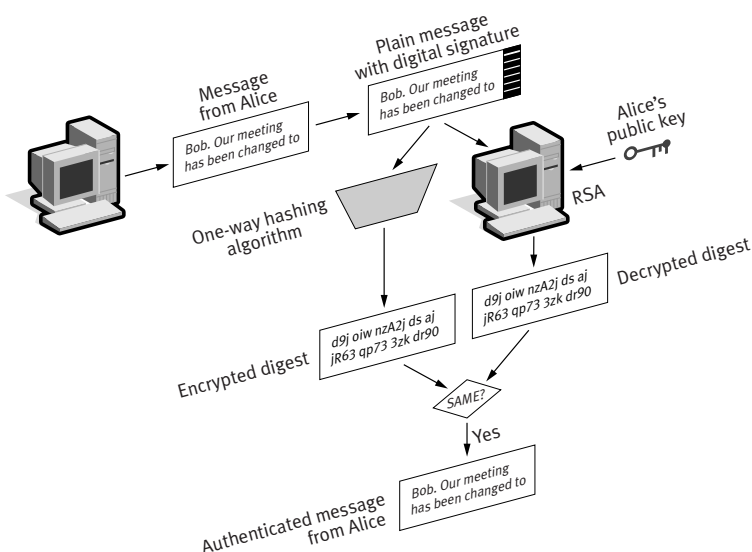 Plain message
with digital signature
Bob. Our meeting
has been changed to
Message
from Alice
Bob. Our meeting
has been changed to
Alice's
public key
RSA
One-way hashing
algorithm
Decrypted digest
d9j oiw nzA2j ds aj
jR63 qp73 3zk dr90
d9j oiw nzA2j ds aj
jR63 qp73 3zk dr90
Encrypted digest
SAME?
Yes
Bob. Our meeting
has been changed to
Authenticated message
from Alice